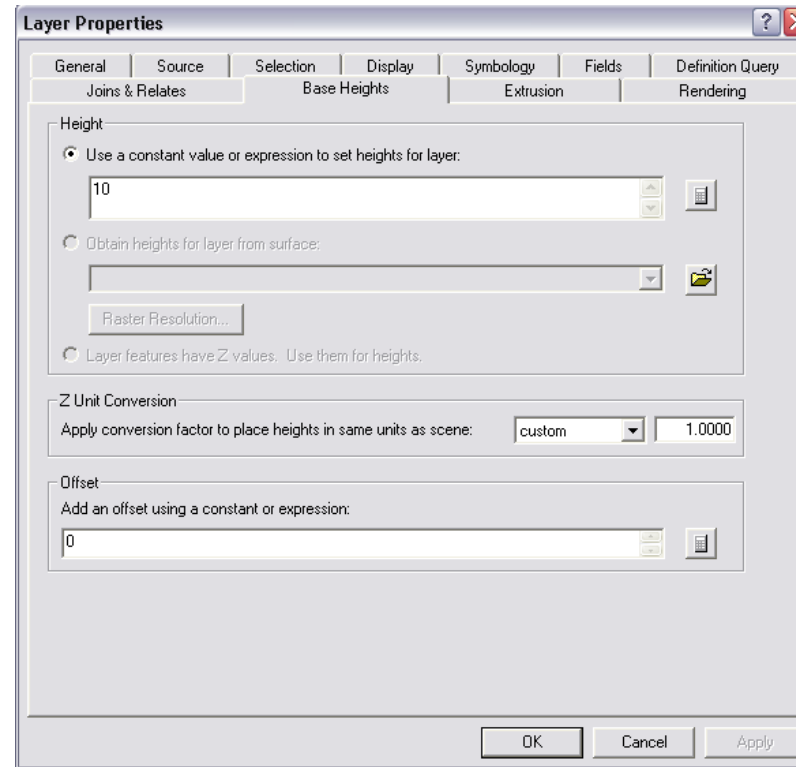 Layer Properties
General Source Selection Display Symbology Fields Definition Query
Joins & Relates Base Heights Extrusion Rendering
Height
Use a constant value or expression to set heights for layer:
10
Obtain heights for layer from surface:
Raster Resolution...
Layer features have Z values. Use them for heights.
Z Unit Conversion
Apply conversion factor to place heights in same units as scene: custom 1.0000
Offset
Add an offset using a constant or expression:
0
OK Cancel Apply